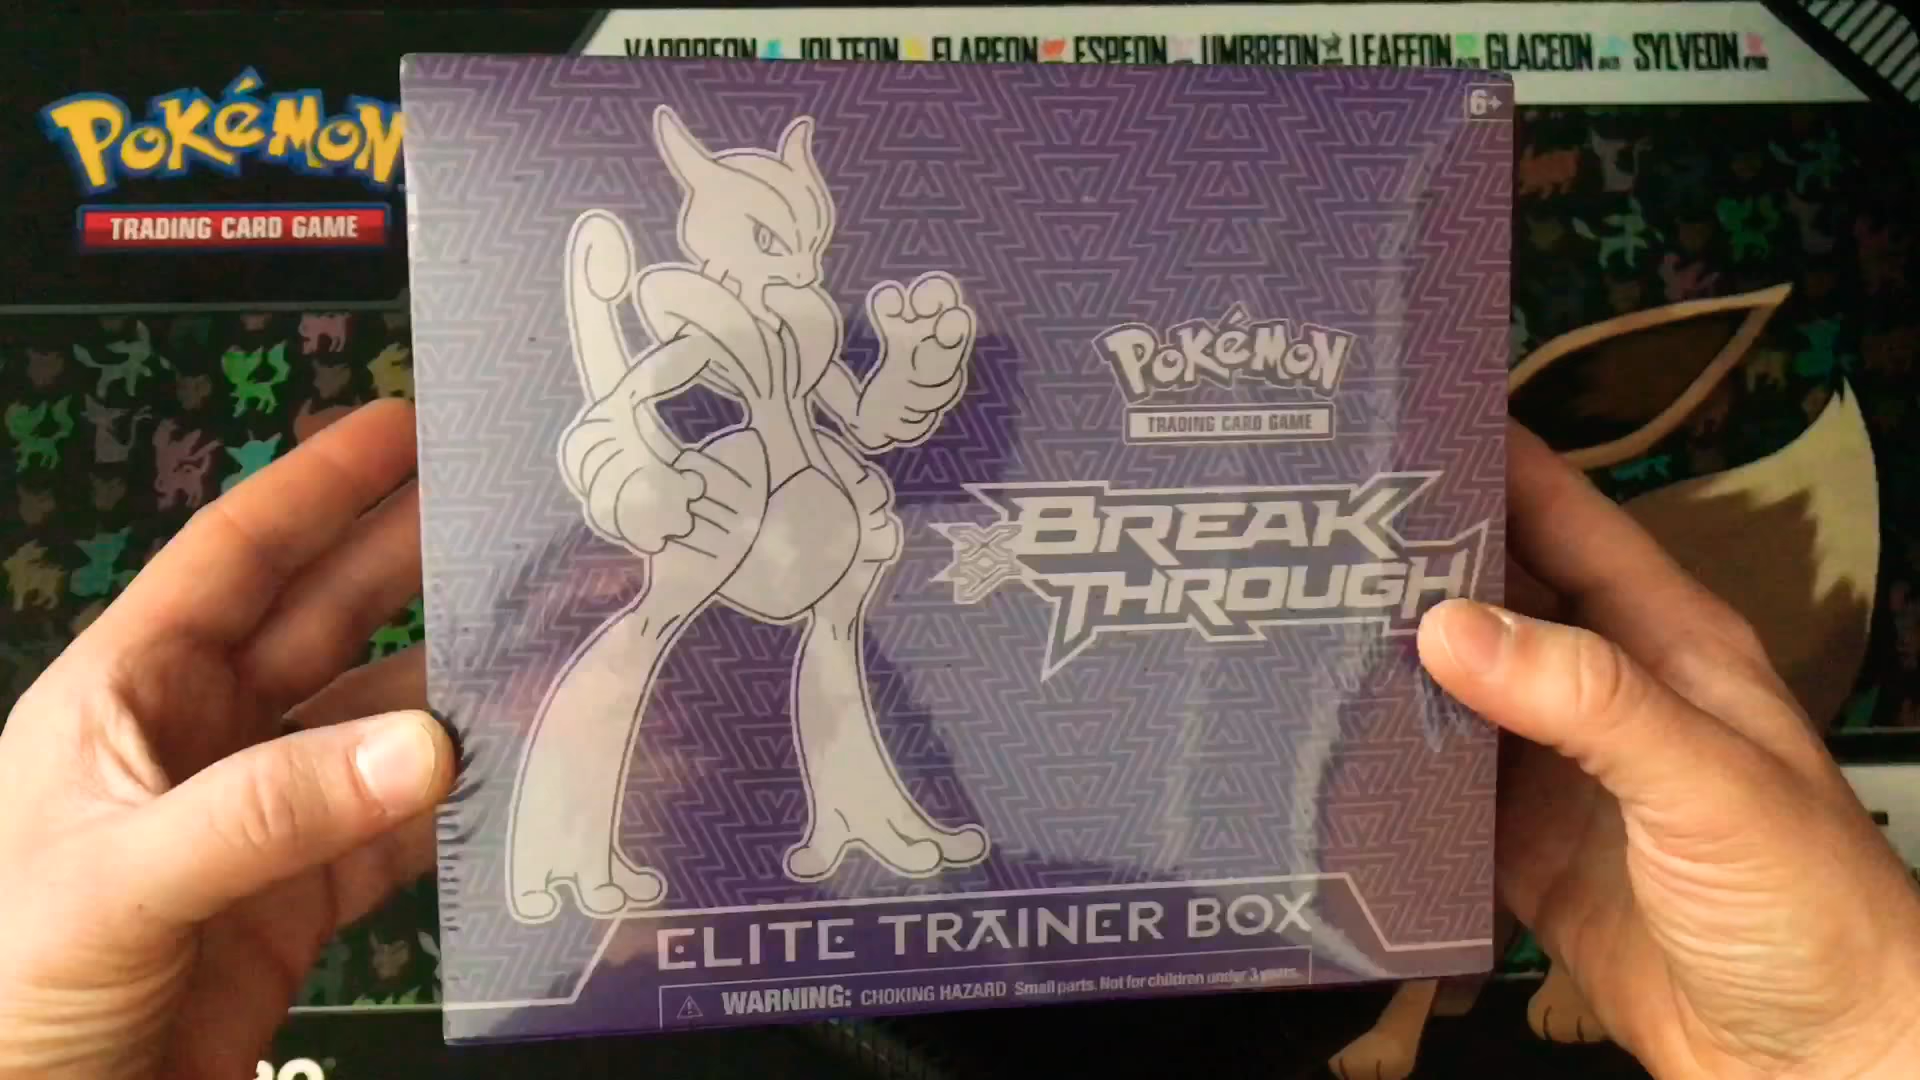 VAPOREON JOLTEON FLAREON ESPEON UMBREON LEAFEON GLACEON SYLVEON
POKéMON
TRADING CARD GAME
6+
POKéMON
TRADING CARD GAME
BREAK
THROUGH
ELITE TRAINER BOX
WARNING: CHOKING HAZARD Small parts. Not for children under 3 years.